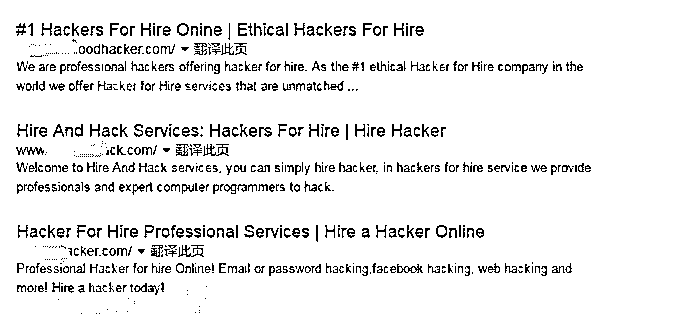 #1 Hackers For Hire Onine | Ethical Hackers For Hire
oodhacker.com/ ▼ 翻译此页
We are professional hackers offering hacker for hire. As the #1 ethical Hacker for Hire company in the
world we offer Hacker for Hire services that are unmatched ...
Hire And Hack Services: Hackers For Hire | Hire Hacker
www. ck.com/ ▼ 翻译此页
Welcome to Hire And Hack services, you can simply hire hacker, in hackers for hire service we provide
professionals and expert computer programmers to hack.
Hacker For Hire Professional Services | Hire a Hacker Online
acker.com/ ▼ 翻译此页
Professional Hacker for hire Online! Email or password hacking,facebook hacking, web hacking and
more! Hire a hacker today!